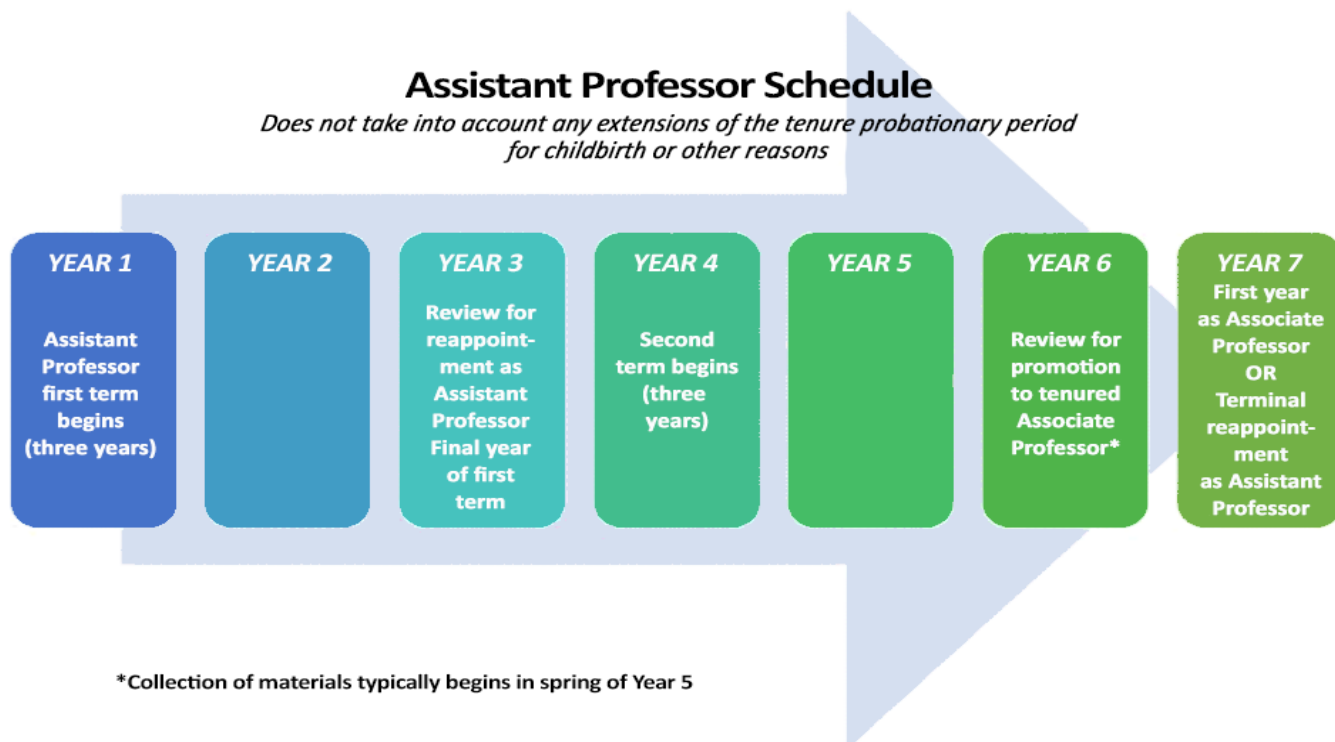 Assistant Professor Schedule
Does not take into account any extensions of the tenure probationary period
for childbirth or other reasons
YEAR 1
Assistant
Professor
first term
begins
(three years)
YEAR 2
YEAR 3
Review for
reappoint-
ment as
Assistant
Professor
Final year
of first
term
YEAR 4
Second
term begins
(three
years)
YEAR 5
YEAR 6
Review for
promotion
to tenured
Associate
Professor*
YEAR 7
First year
as Associate
Professor
OR
Terminal
reappoint-
ment
as Assistant
Professor
*Collection of materials typically begins in spring of Year 5